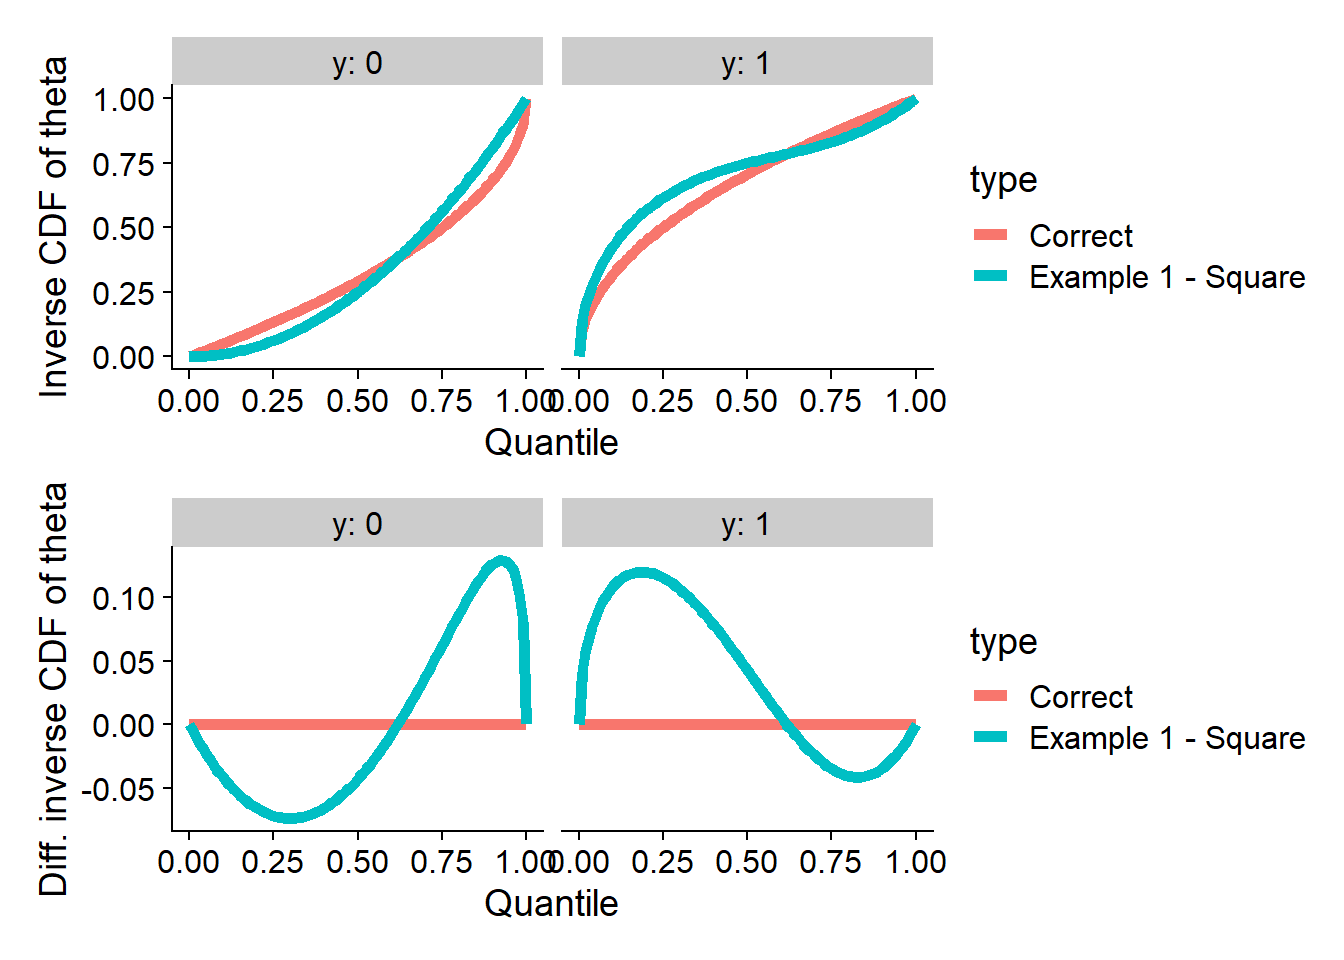 y: 0
y: 1
Inverse CDF of theta
1.00
0.75
0.50
0.25
0.00
0.00 0.25 0.50 0.75 1.00
0.00 0.25 0.50 0.75 1.00
Quantile
type
Correct
Example 1 - Square
y: 0
y: 1
Diff. inverse CDF of theta
0.10
0.05
0.00
-0.05
0.00 0.25 0.50 0.75 1.00
0.00 0.25 0.50 0.75 1.00
Quantile
type
Correct
Example 1 - Square